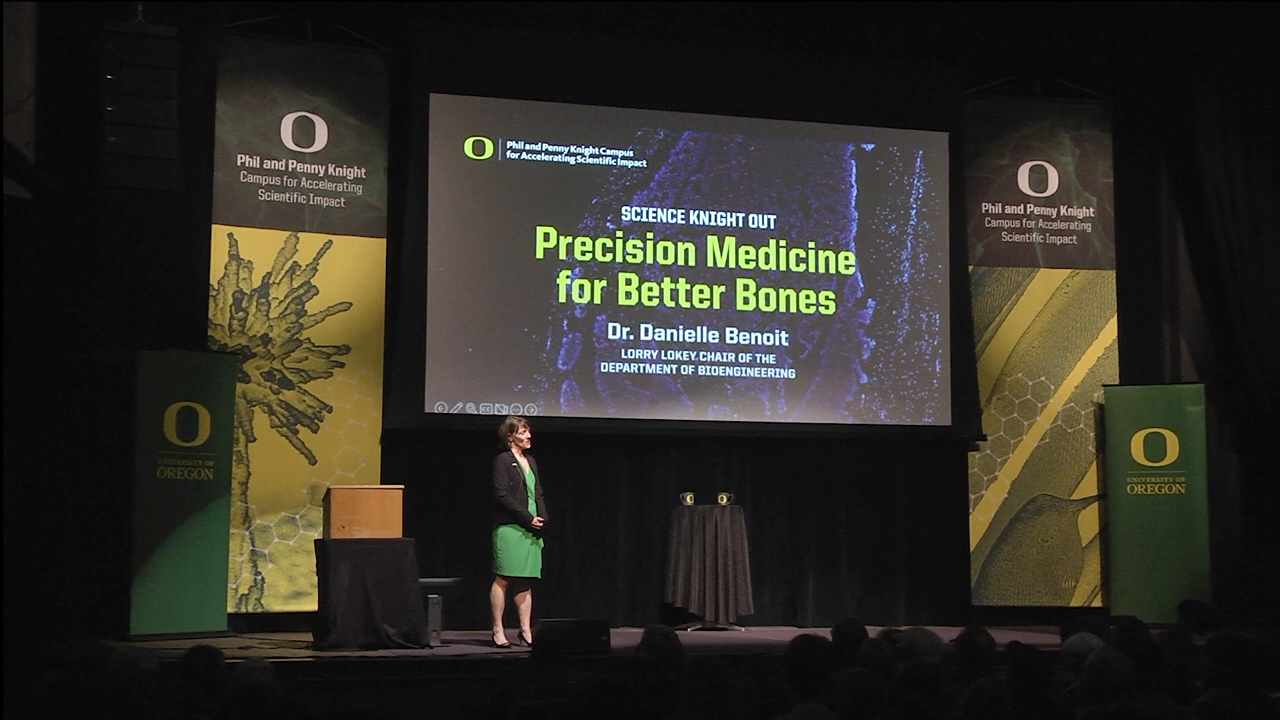 O
Phil and Penny Knight
Campus for Accelerating
Scientific Impact
O
UNIVERSITY OF
OREGON
O
Phil and Penny Knight Campus
for Accelerating Scientific Impact
SCIENCE KNIGHT OUT
Precision Medicine
for Better Bones
Dr. Danielle Benoit
LORRY LOKEY CHAIR OF THE
DEPARTMENT OF BIOENGINEERING
O
Phil and Penny Knight
Campus for Accelerating
Scientific Impact
O
UNIVERSITY OF
OREGON